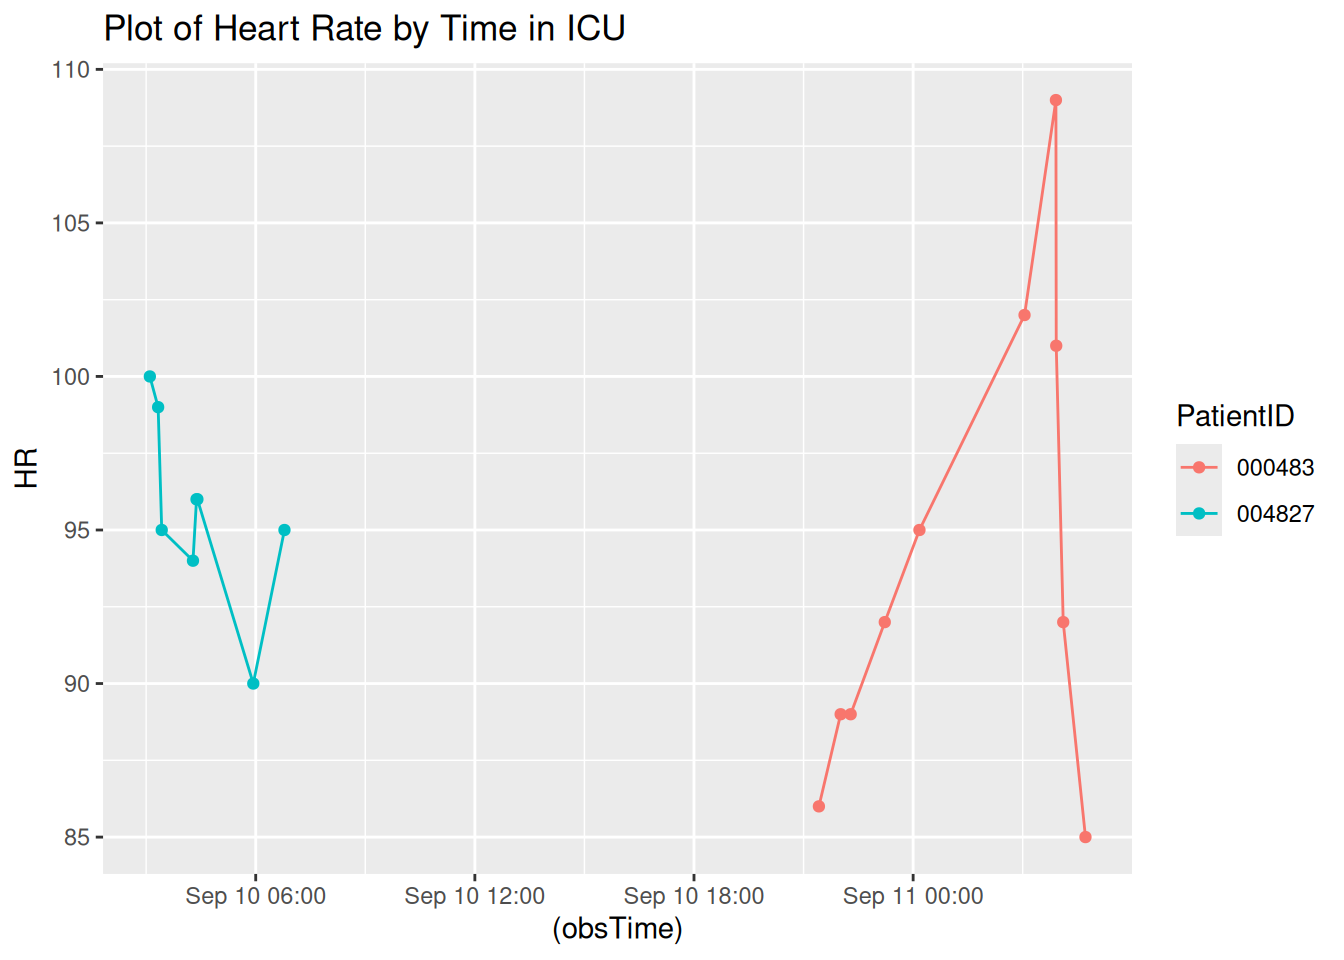 Plot of Heart Rate by Time in ICU
110
105
100
95
90
85
HR
Sep 10 06:00
Sep 10 12:00
Sep 10 18:00
Sep 11 00:00
(obsTime)
PatientID
000483
004827